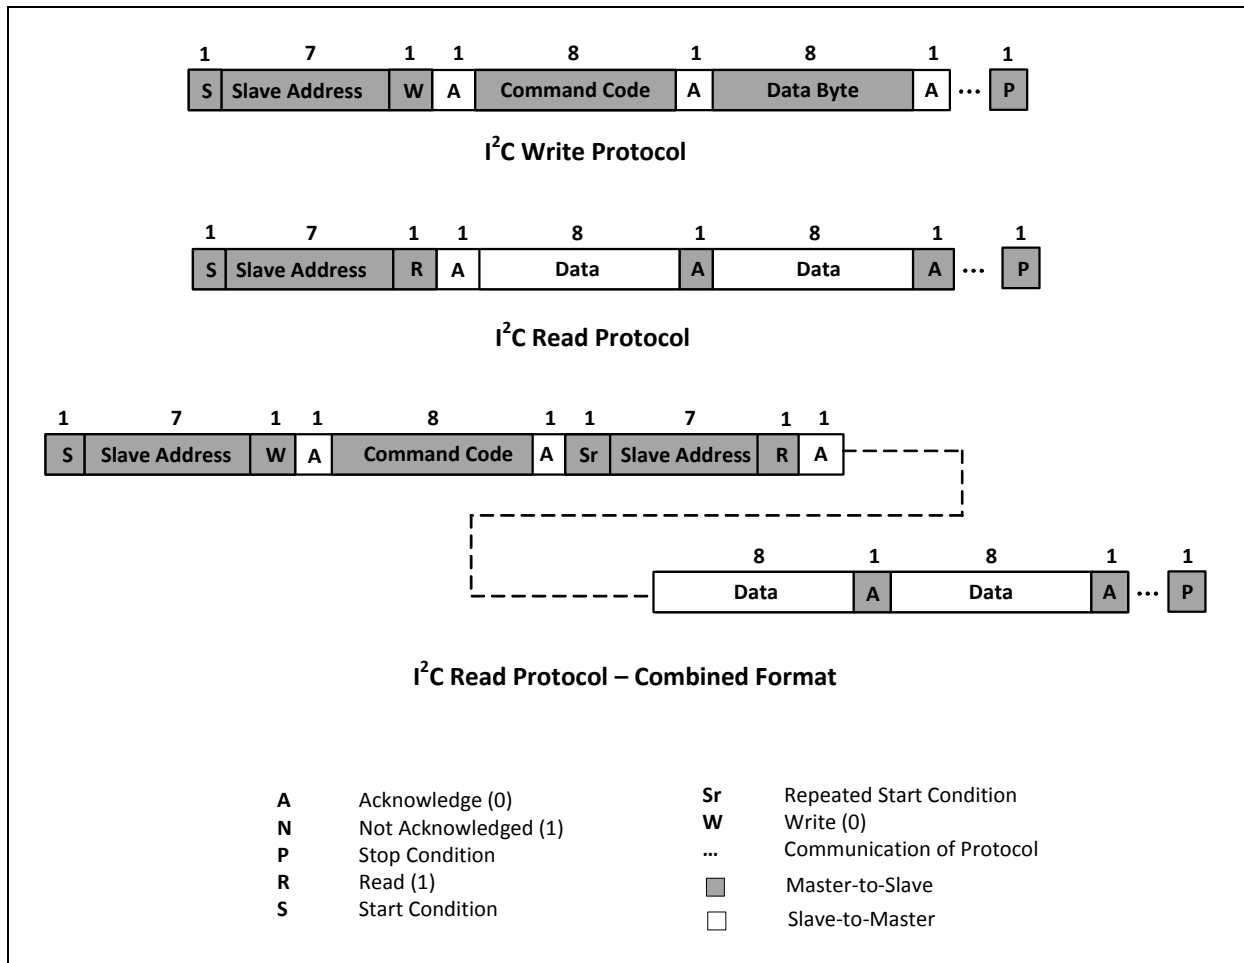 1 7 1 1 8 1 8 1 1
S Slave Address W A Command Code A Data Byte A ... P
I²C Write Protocol
1 7 1 1 8 1 8 1 1
S Slave Address R A Data A Data A ... P
I²C Read Protocol
1 7 1 1 8 1 1 7 1 1
S Slave Address W A Command Code A Sr Slave Address R A
8 1 8 1 1
Data A Data A ... P
I²C Read Protocol – Combined Format
A Acknowledge (0)
N Not Acknowledged (1)
P Stop Condition
R Read (1)
S Start Condition
Sr Repeated Start Condition
W Write (0)
... Communication of Protocol
Master-to-Slave
Slave-to-Master